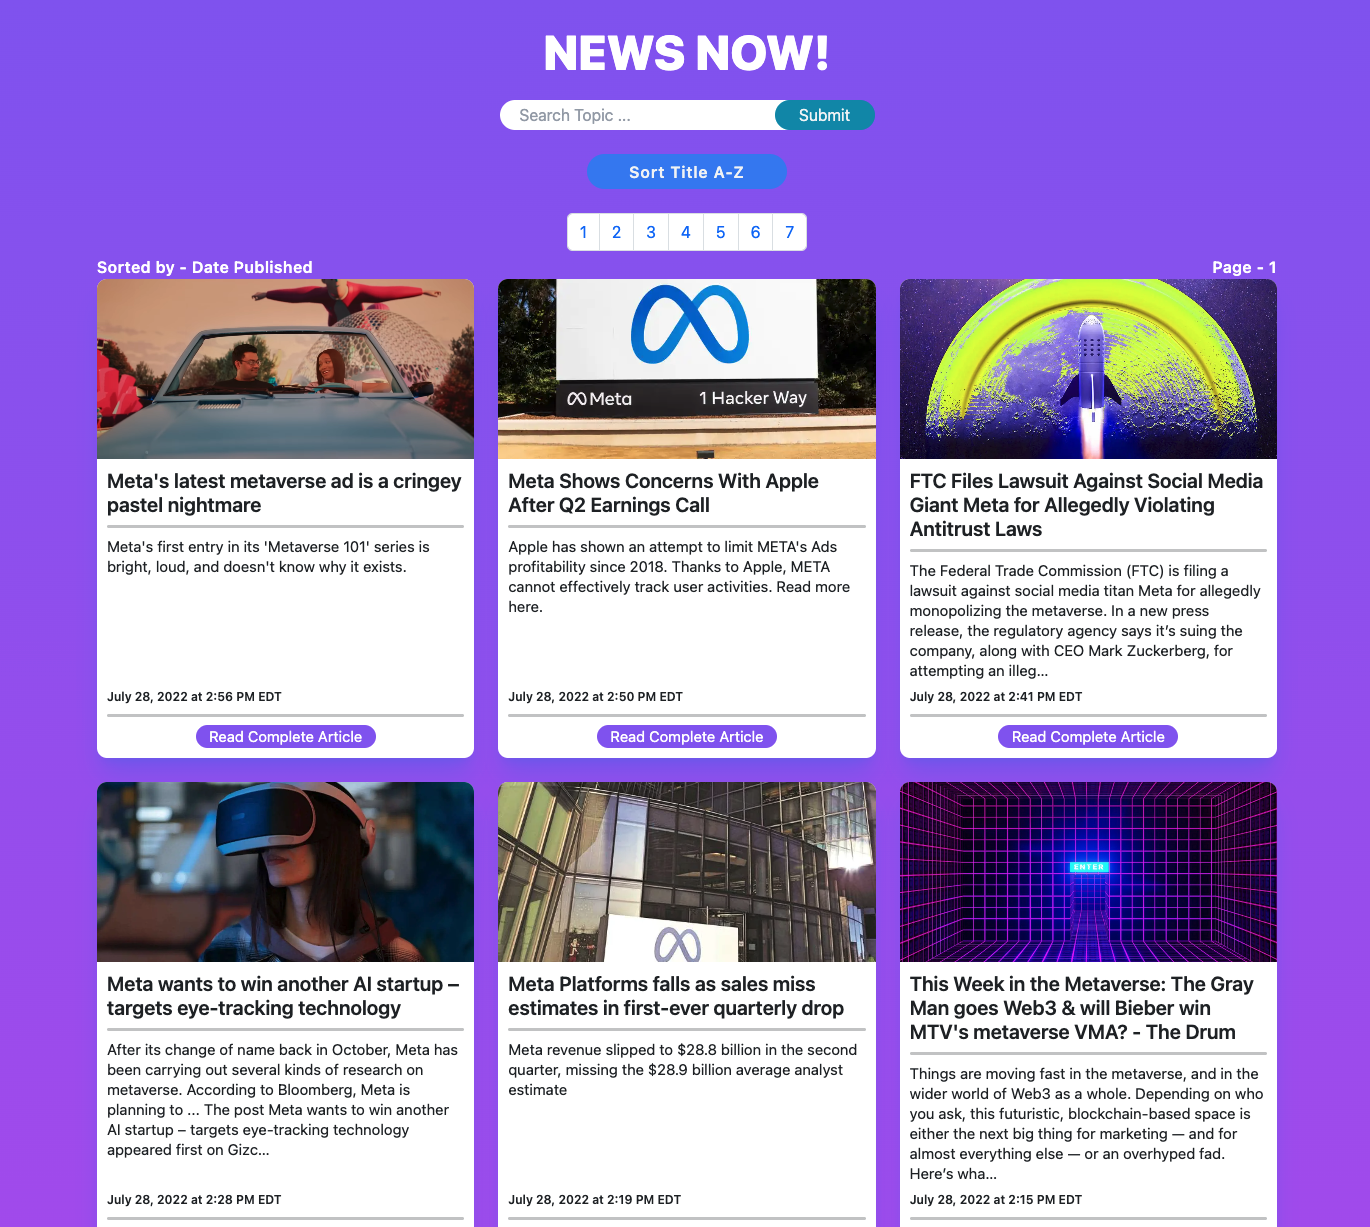 NEWS NOW!
Search Topic ...
Submit
Sort Title A-Z
1 2 3 4 5 6 7
Sorted by - Date Published
Page - 1
Meta
1 Hacker Way
Meta's latest metaverse ad is a cringey
pastel nightmare
Meta's first entry in its 'Metaverse 101' series is
bright, loud, and doesn't know why it exists.
July 28, 2022 at 2:56 PM EDT
Read Complete Article
Meta Shows Concerns With Apple
After Q2 Earnings Call
Apple has shown an attempt to limit META's Ads
profitability since 2018. Thanks to Apple, META
cannot effectively track user activities. Read more
here.
July 28, 2022 at 2:50 PM EDT
Read Complete Article
FTC Files Lawsuit Against Social Media
Giant Meta for Allegedly Violating
Antitrust Laws
The Federal Trade Commission (FTC) is filing a
lawsuit against social media titan Meta for allegedly
monopolizing the metaverse. In a new press
release, the regulatory agency says it’s suing the
company, along with CEO Mark Zuckerberg, for
attempting an illeg...
July 28, 2022 at 2:41 PM EDT
Read Complete Article
ENTER
Meta wants to win another AI startup –
targets eye-tracking technology
After its change of name back in October, Meta has
been carrying out several kinds of research on
metaverse. According to Bloomberg, Meta is
planning to ... The post Meta wants to win another
AI startup – targets eye-tracking technology
appeared first on Gizc...
July 28, 2022 at 2:28 PM EDT
Meta Platforms falls as sales miss
estimates in first-ever quarterly drop
Meta revenue slipped to $28.8 billion in the second
quarter, missing the $28.9 billion average analyst
estimate
July 28, 2022 at 2:19 PM EDT
This Week in the Metaverse: The Gray
Man goes Web3 & will Bieber win
MTV's metaverse VMA? - The Drum
Things are moving fast in the metaverse, and in the
wider world of Web3 as a whole. Depending on who
you ask, this futuristic, blockchain-based space is
either the next big thing for marketing — and for
almost everything else — or an overhyped fad.
Here’s wha...
July 28, 2022 at 2:15 PM EDT